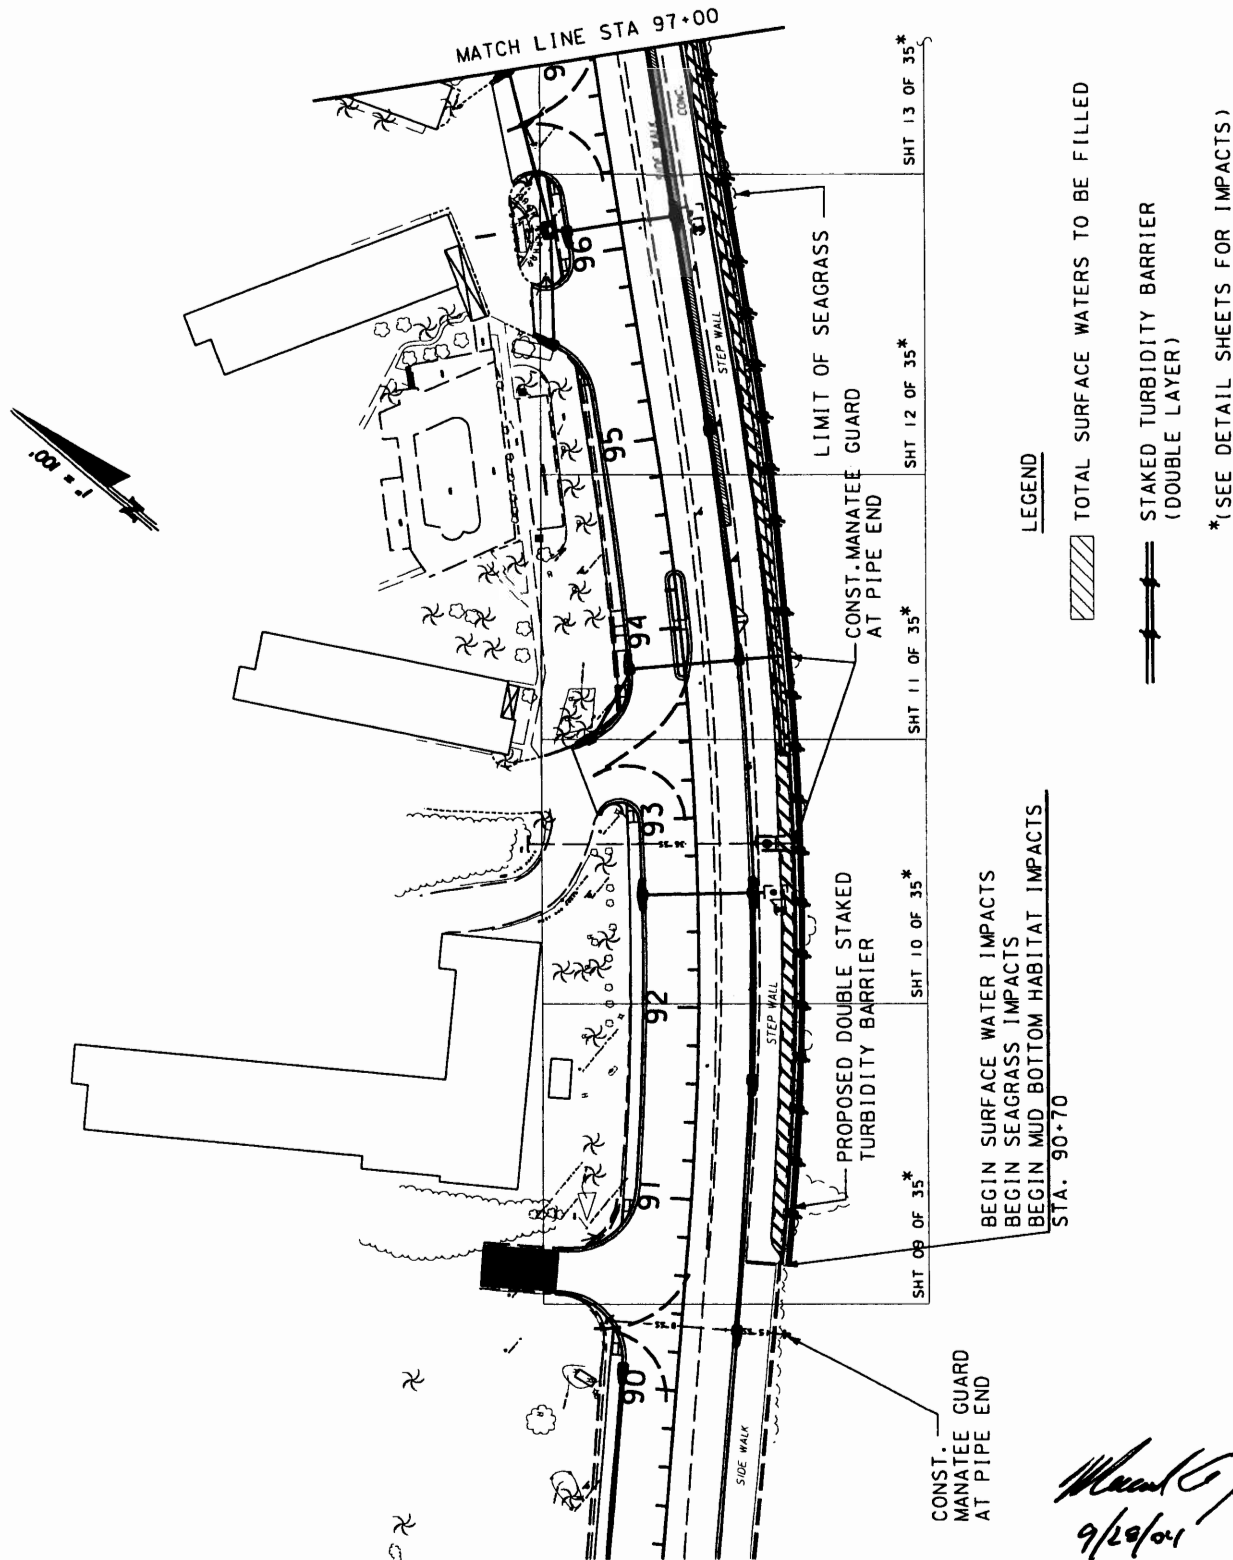 MATCH LINE STA 97+00
1" = 100'
N
SHT 13 OF 35*
SIDE WALK
CONC.
96
LIMIT OF SEAGRASS
STEP WALL
SHT 12 OF 35*
95
CONST. MANATEE GUARD
AT PIPE END
94
SHT 11 OF 35*
93
SHT 10 OF 35*
PROPOSED DOUBLE STAKED
TURBIDITY BARRIER
92
STEP WALL
91
SHT 09 OF 35*
BEGIN SURFACE WATER IMPACTS
BEGIN SEAGRASS IMPACTS
BEGIN MUD BOTTOM HABITAT IMPACTS
STA. 90+70
90
SIDE WALK
CONST.
MANATEE GUARD
AT PIPE END
LEGEND
TOTAL SURFACE WATERS TO BE FILLED
STAKED TURBIDITY BARRIER
(DOUBLE LAYER)
*(SEE DETAIL SHEETS FOR IMPACTS)
9/28/04